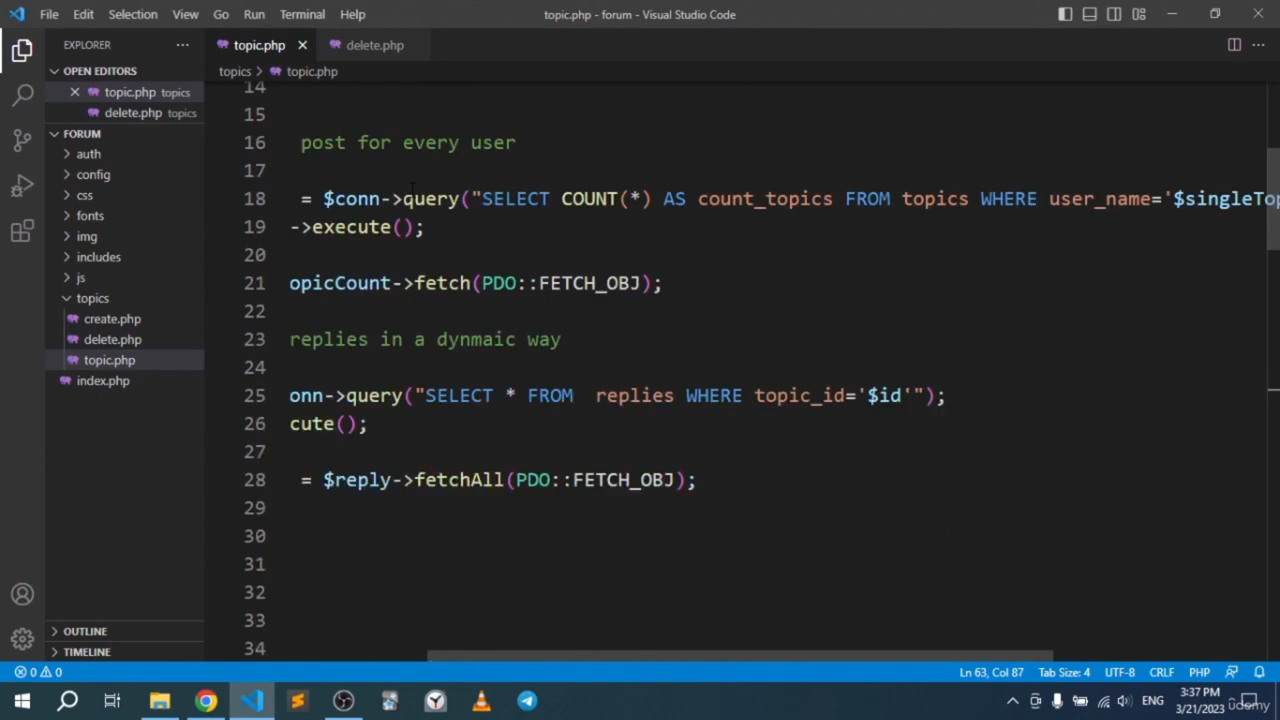 File Edit Selection View Go Run Terminal Help
topic.php - forum - Visual Studio Code
EXPLORER
OPEN EDITORS
topic.php topics
delete.php topics
FORUM
auth
config
css
fonts
img
includes
js
topics
create.php
delete.php
topic.php
index.php
OUTLINE
TIMELINE
topic.php
delete.php
topics > topic.php
14
15
16 post for every user
17
18 = $conn->query("SELECT COUNT(*) AS count_topics FROM topics WHERE user_name='$singleTop
19 ->execute();
20
21 opicCount->fetch(PDO::FETCH_OBJ);
22
23 replies in a dynmaic way
24
25 onn->query("SELECT * FROM  replies WHERE topic_id='$id'");
26 cute();
27
28 = $reply->fetchAll(PDO::FETCH_OBJ);
29
30
31
32
33
34
0 0
Ln 63, Col 87 Tab Size: 4 UTF-8 CRLF PHP
ENG
3:37 PM
3/21/2023
udemy